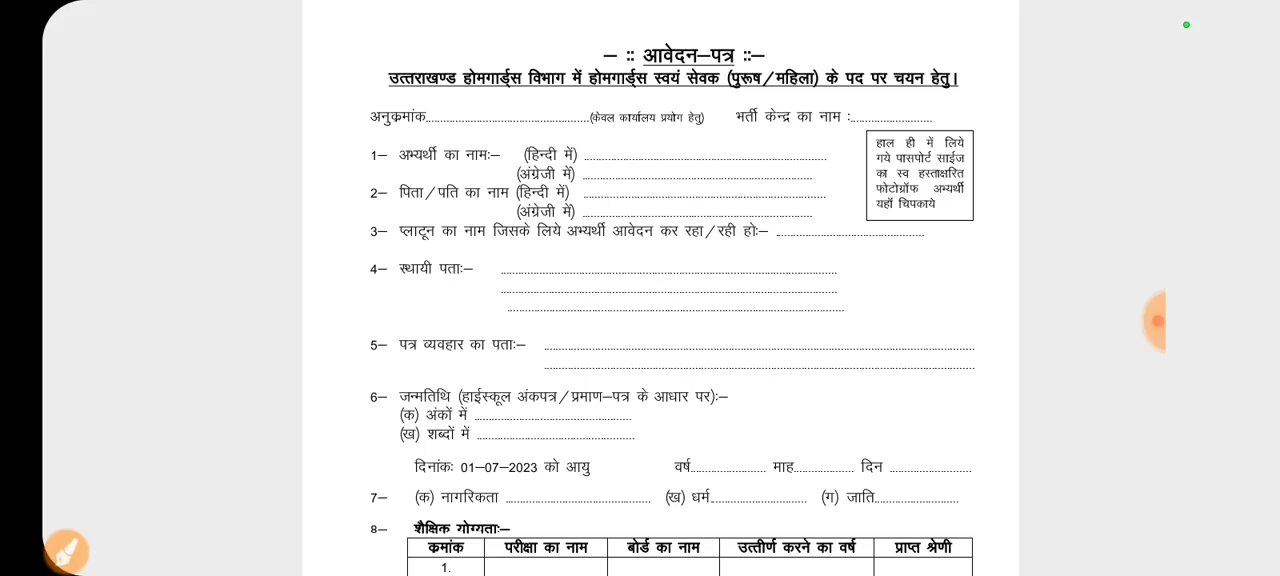 – :: आवेदन–पत्र ::–
उत्तराखण्ड होमगार्ड्स विभाग में होमगार्ड्स स्वयं सेवक (पुरूष/महिला) के पद पर चयन हेतु।
अनुक्रमांक........................................................(केवल कार्यालय प्रयोग हेतु) भर्ती केन्द्र का नाम :............................
हाल ही में लिये
गये पासपोर्ट साईज
का स्व हस्ताक्षरित
फोटोग्रॉफ अभ्यर्थी
यहॉं चिपकाये
1– अभ्यर्थी का नामः– (हिन्दी में) ..................................................................................
(अंग्रेजी में) ..............................................................................
2– पिता/पति का नाम (हिन्दी में) ..................................................................................
(अंग्रेजी में) ..............................................................................
3– प्लाटून का नाम जिसके लिये अभ्यर्थी आवेदन कर रहा/रही होः– ..................................................
4– स्थायी पताः– ..................................................................................................................
..................................................................................................................
..................................................................................................................
5– पत्र व्यवहार का पताः– ..................................................................................................................................................
..................................................................................................................................................
6– जन्मतिथि (हाईस्कूल अंकपत्र/प्रमाण–पत्र के आधार पर):–
(क) अंकों में .....................................................
(ख) शब्दों में .....................................................
दिनांकः 01–07–2023 को आयु वर्ष.......................... माह..................... दिन ............................
7– (क) नागरिकता ................................................. (ख) धर्म................................. (ग) जाति.............................
8– शैक्षिक योग्यताः–
क्रमांक परीक्षा का नाम बोर्ड का नाम उत्तीर्ण करने का वर्ष प्राप्त श्रेणी
1.